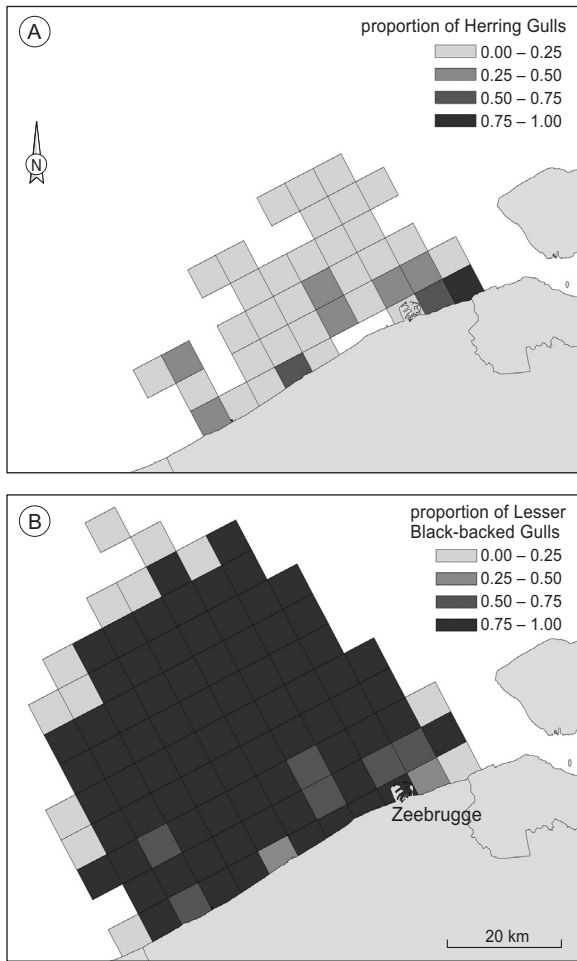 A
proportion of Herring Gulls
0.00 – 0.25
0.25 – 0.50
0.50 – 0.75
0.75 – 1.00
N
B
proportion of Lesser
Black-backed Gulls
0.00 – 0.25
0.25 – 0.50
0.50 – 0.75
0.75 – 1.00
Zeebrugge
20 km